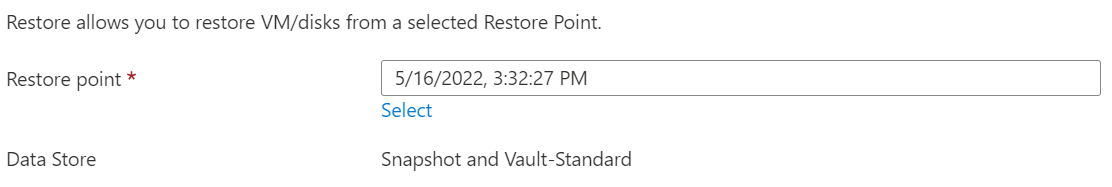 Restore allows you to restore VM/disks from a selected Restore Point.
Restore point * 5/16/2022, 3:32:27 PM
Select
Data Store Snapshot and Vault-Standard